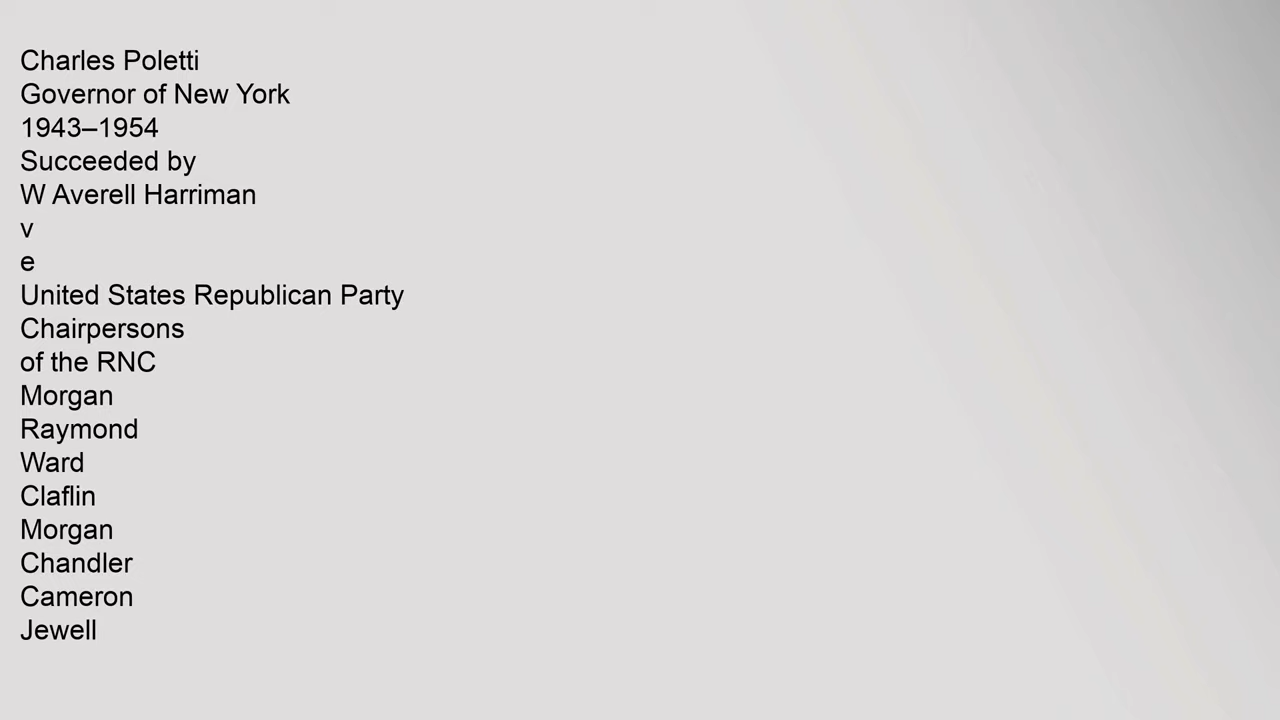 Charles Poletti
Governor of New York
1943–1954
Succeeded by
W Averell Harriman
v
e
United States Republican Party
Chairpersons
of the RNC
Morgan
Raymond
Ward
Claflin
Morgan
Chandler
Cameron
Jewell